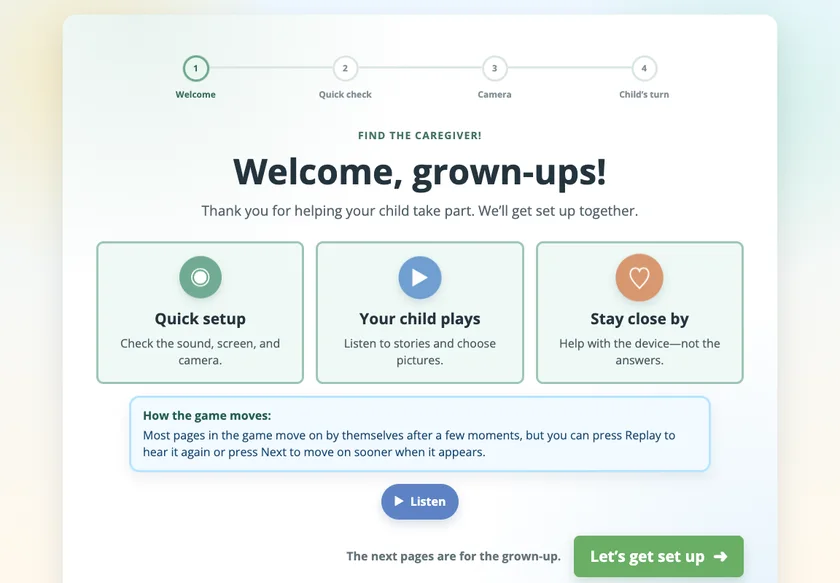 1
2
3
4
Welcome
Quick check
Camera
Child's turn
FIND THE CAREGIVER!
Welcome, grown-ups!
Thank you for helping your child take part. We'll get set up together.
Quick setup
Check the sound, screen, and
camera.
Your child plays
Listen to stories and choose
pictures.
Stay close by
Help with the device—not the
answers.
How the game moves:
Most pages in the game move on by themselves after a few moments, but you can press Replay to
hear it again or press Next to move on sooner when it appears.
Listen
The next pages are for the grown-up.
Let's get set up →